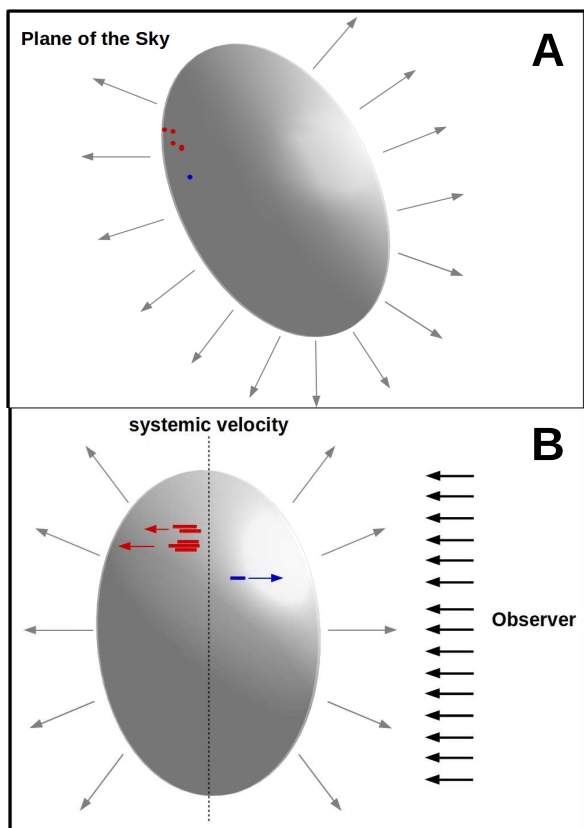 Plane of the Sky
A
systemic velocity
B
Observer